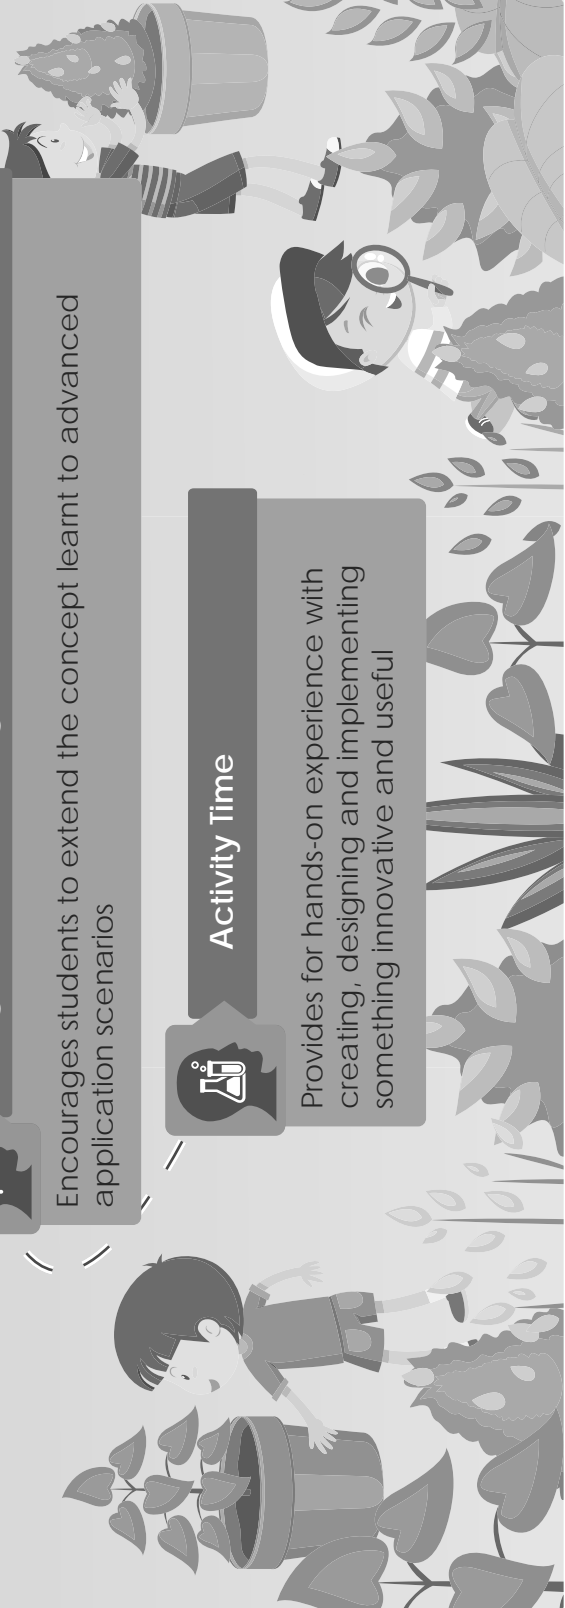 Encourages students to extend the concept learnt to advanced
application scenarios
Activity Time
Provides for hands-on experience with
creating, designing and implementing
something innovative and useful